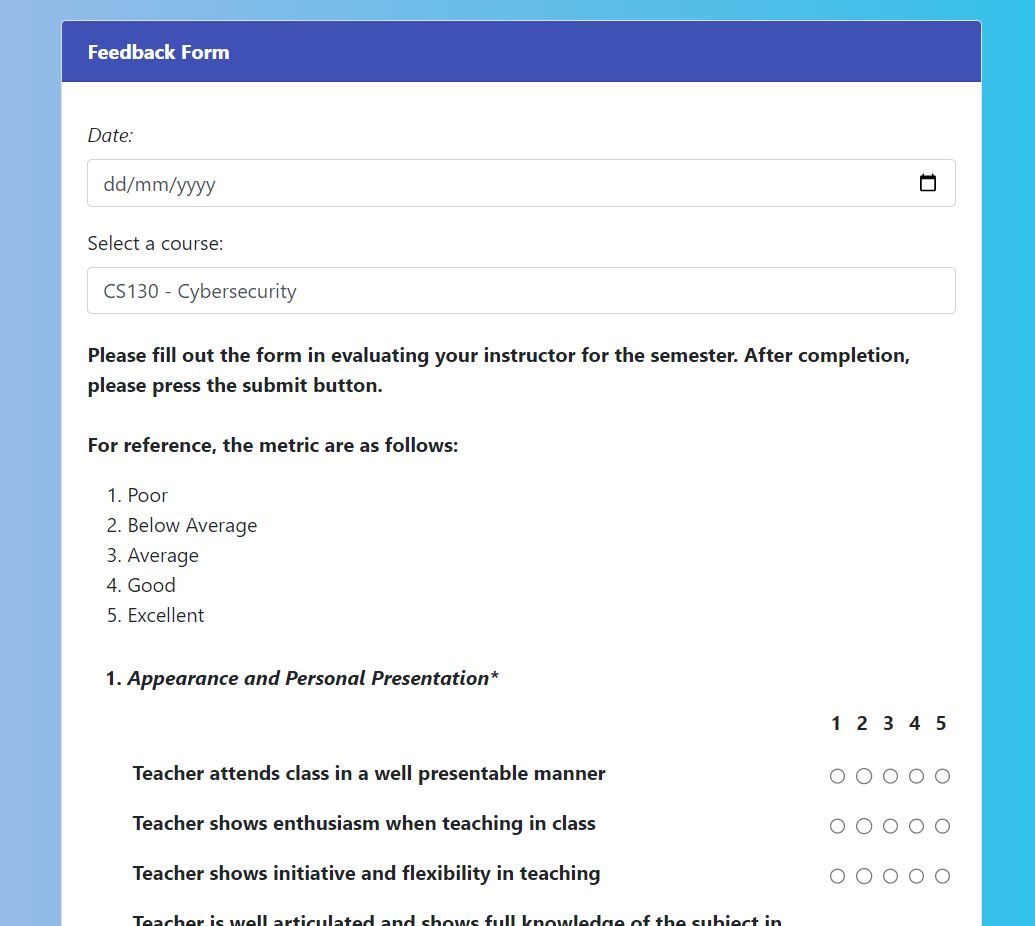 Feedback Form
Date:
dd/mm/yyyy
Select a course:
CS130 - Cybersecurity
Please fill out the form in evaluating your instructor for the semester. After completion,
please press the submit button.
For reference, the metric are as follows:
1. Poor
2. Below Average
3. Average
4. Good
5. Excellent
1. Appearance and Personal Presentation*
1 2 3 4 5
Teacher attends class in a well presentable manner
Teacher shows enthusiasm when teaching in class
Teacher shows initiative and flexibility in teaching
Teacher is well articulated and shows full knowledge of the subject in